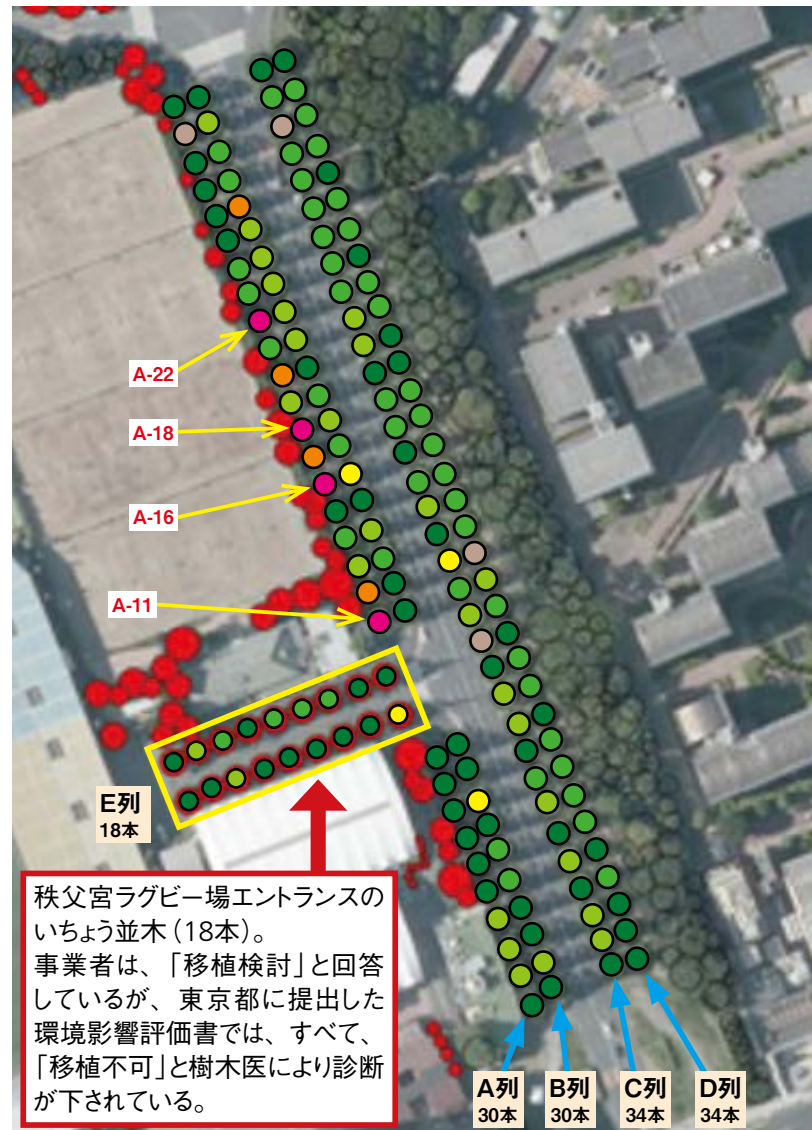 A-22
A-18
A-16
A-11
E列
18本
秩父宮ラグビー場エントランスの
いちょう並木（18本）。
事業者は、「移植検討」と回答
しているが、東京都に提出した
環境影響評価書では、すべて、
「移植不可」と樹木医により診断
が下されている。
A列
30本
B列
30本
C列
34本
D列
34本